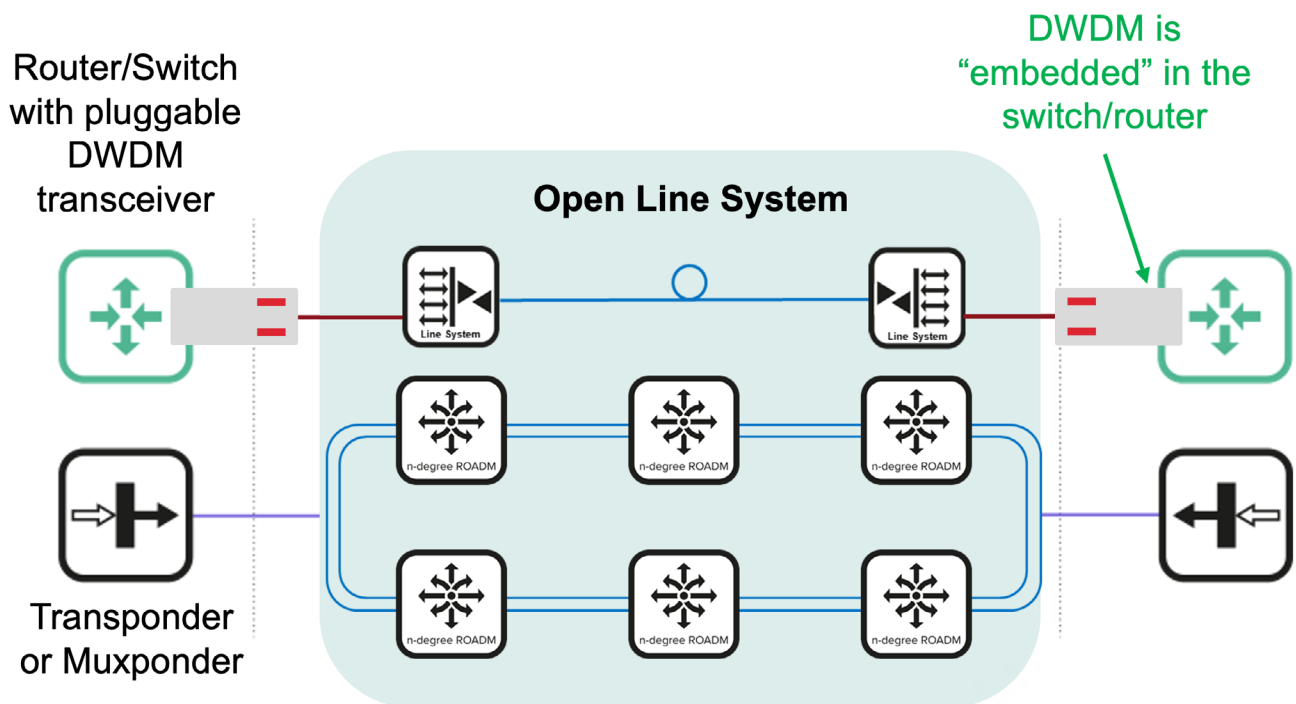 DWDM is
“embedded” in the
switch/router
Router/Switch
with pluggable
DWDM
transceiver
Open Line System
Line System
Line System
n-degree ROADM
n-degree ROADM
n-degree ROADM
n-degree ROADM
n-degree ROADM
n-degree ROADM
Transponder
or Muxponder